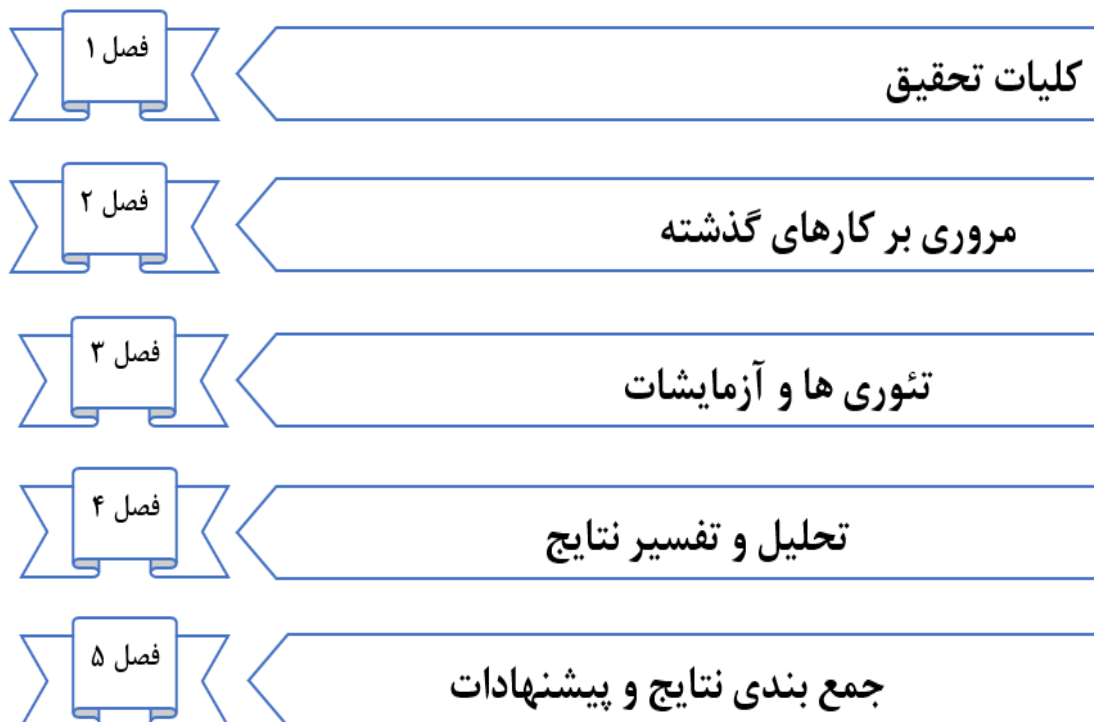 فصل ۱
کلیات تحقیق
فصل ۲
مروری بر کارهای گذشته
فصل ۳
تئوری ها و آزمایشات
فصل ۴
تحلیل و تفسیر نتایج
فصل ۵
جمع بندی نتایج و پیشنهادات